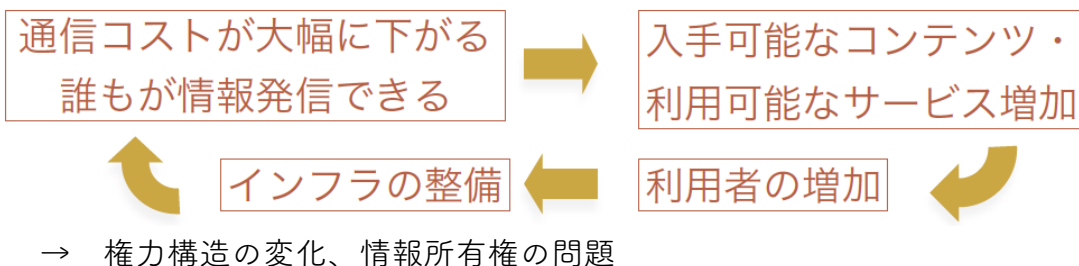 通信コストが大幅に下がる
誰もが情報発信できる
入手可能なコンテンツ・
利用可能なサービス増加
インフラの整備
利用者の増加
→ 権力構造の変化、情報所有権の問題